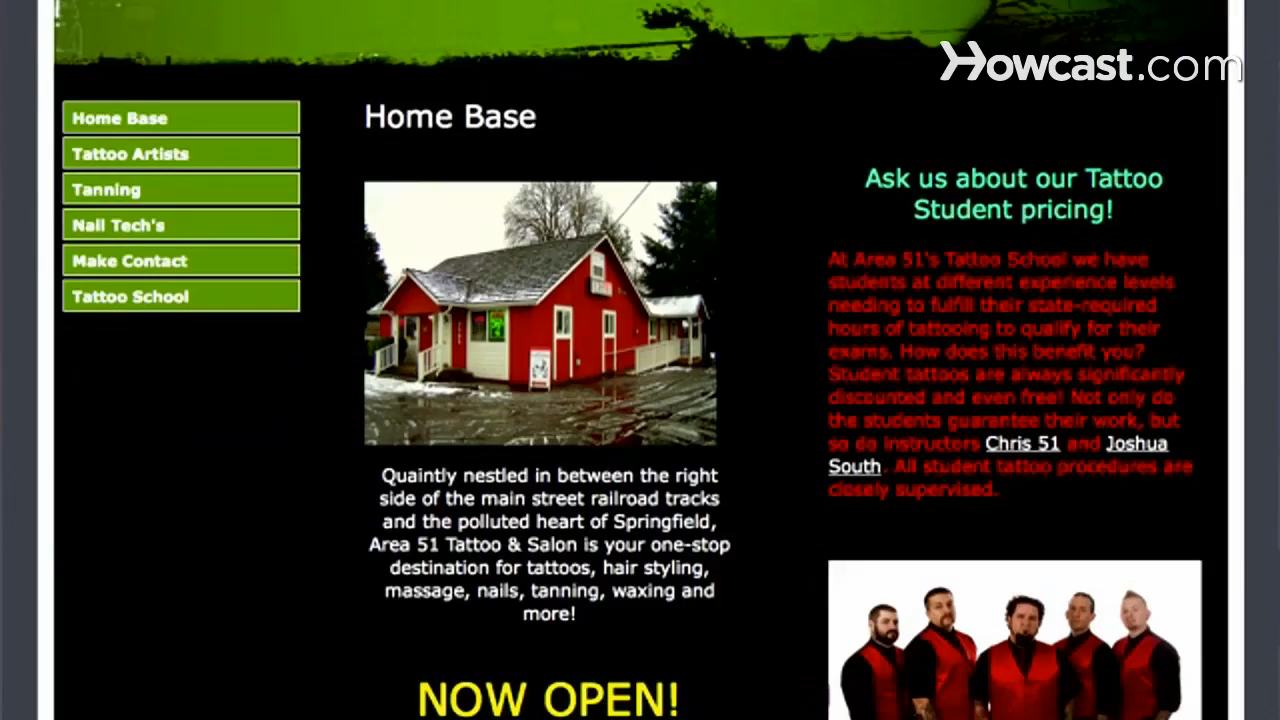 Howcast.com
Home Base
Tattoo Artists
Tanning
Nail Tech's
Make Contact
Tattoo School
Home Base
Quaintly nestled in between the right
side of the main street railroad tracks
and the polluted heart of Springfield,
Area 51 Tattoo & Salon is your one-stop
destination for tattoos, hair styling,
massage, nails, tanning, waxing and
more!
NOW OPEN!
Ask us about our Tattoo
Student pricing!
At Area 51's Tattoo School we have
students at different experience levels
needing to fulfill their state-required
hours of tattooing to qualify for their
exams. How does this benefit you?
Student tattoos are always significantly
discounted and even free! Not only do
the students guarantee their work, but
so do instructors Chris 51 and Joshua
South. All student tattoo procedures are
closely supervised.